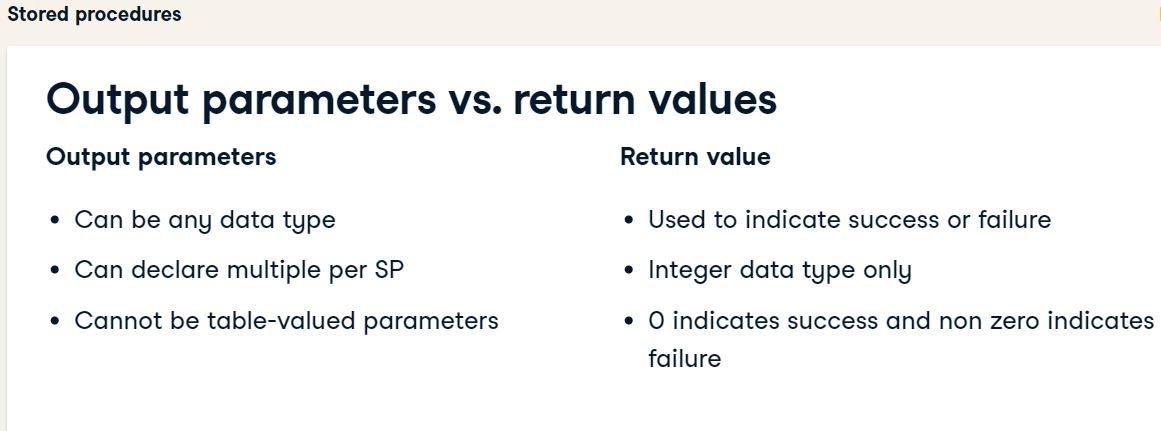 Stored procedures
Output parameters vs. return values
Output parameters
• Can be any data type
• Can declare multiple per SP
• Cannot be table-valued parameters
Return value
• Used to indicate success or failure
• Integer data type only
• 0 indicates success and non zero indicates
failure